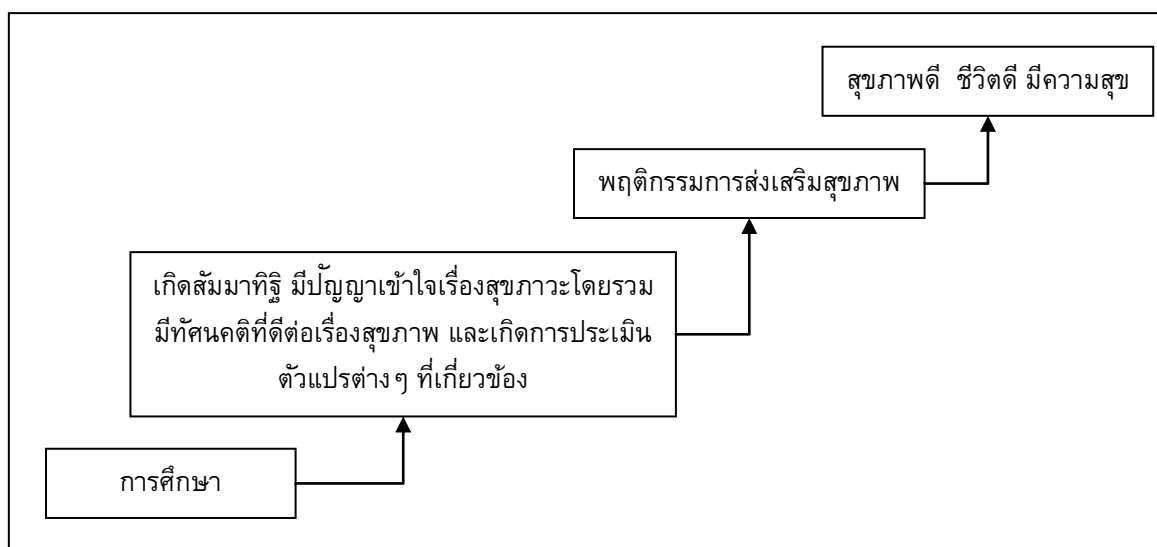 สุขภาพดี ชีวิตดี มีความสุข
พฤติกรรมการส่งเสริมสุขภาพ
เกิดสัมมาทิฐิ มีปัญญาเข้าใจเรื่องสุขภาวะโดยรวม
มีทัศนคติที่ดีต่อเรื่องสุขภาพ และเกิดการประเมิน
ตัวแปรต่างๆ ที่เกี่ยวข้อง
การศึกษา